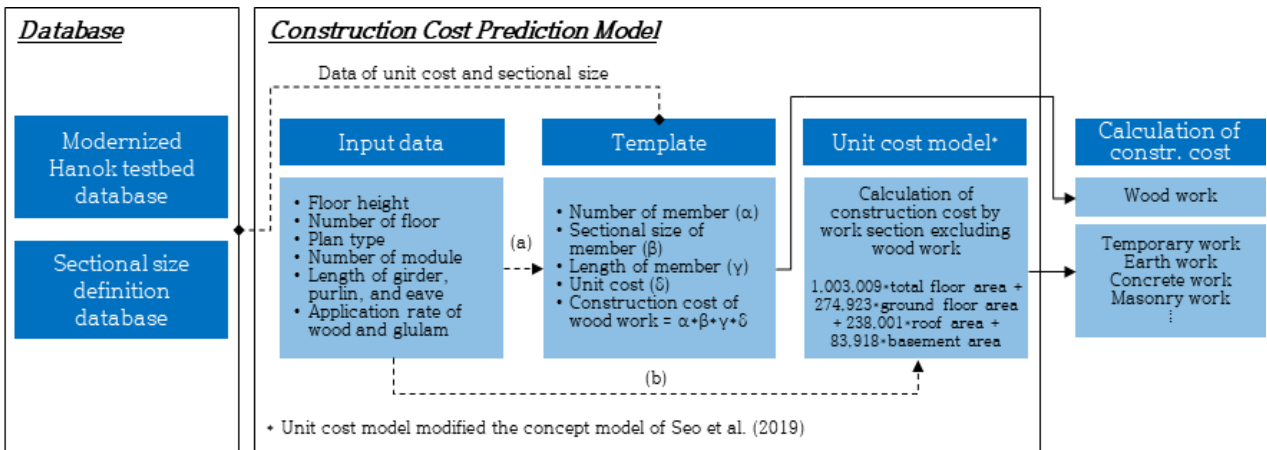 Database
Construction Cost Prediction Model
Data of unit cost and sectional size
Modernized
Hanok testbed
database
Sectional size
definition
database
Input data
• Floor height
• Number of floor
• Plan type
• Number of module
• Length of girder,
purlin, and eave
• Application rate of
wood and glulam
(a)
Template
• Number of member (α)
• Sectional size of
member (β)
• Length of member (γ)
• Unit cost (δ)
• Construction cost of
wood work = α*β*γ*δ
Unit cost model*
Calculation of
construction cost by
work section excluding
wood work
1,003,009*total floor area +
274,923*ground floor area
+ 238,001*roof area +
83,918*basement area
(b)
Calculation of
constr. cost
Wood work
Temporary work
Earth work
Concrete work
Masonry work
⋮
* Unit cost model modified the concept model of Seo et al. (2019)